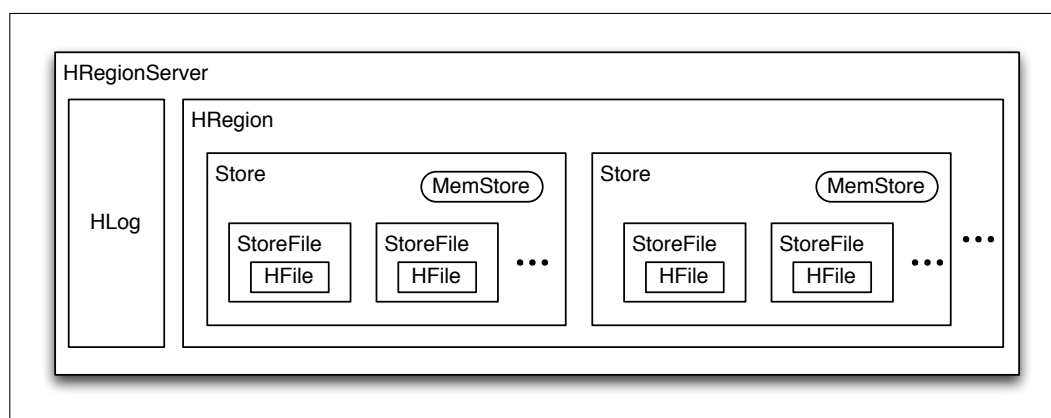 HRegionServer
HLog
HRegion
Store
MemStore
StoreFile
HFile
StoreFile
HFile
...
Store
MemStore
StoreFile
HFile
StoreFile
HFile
...
...